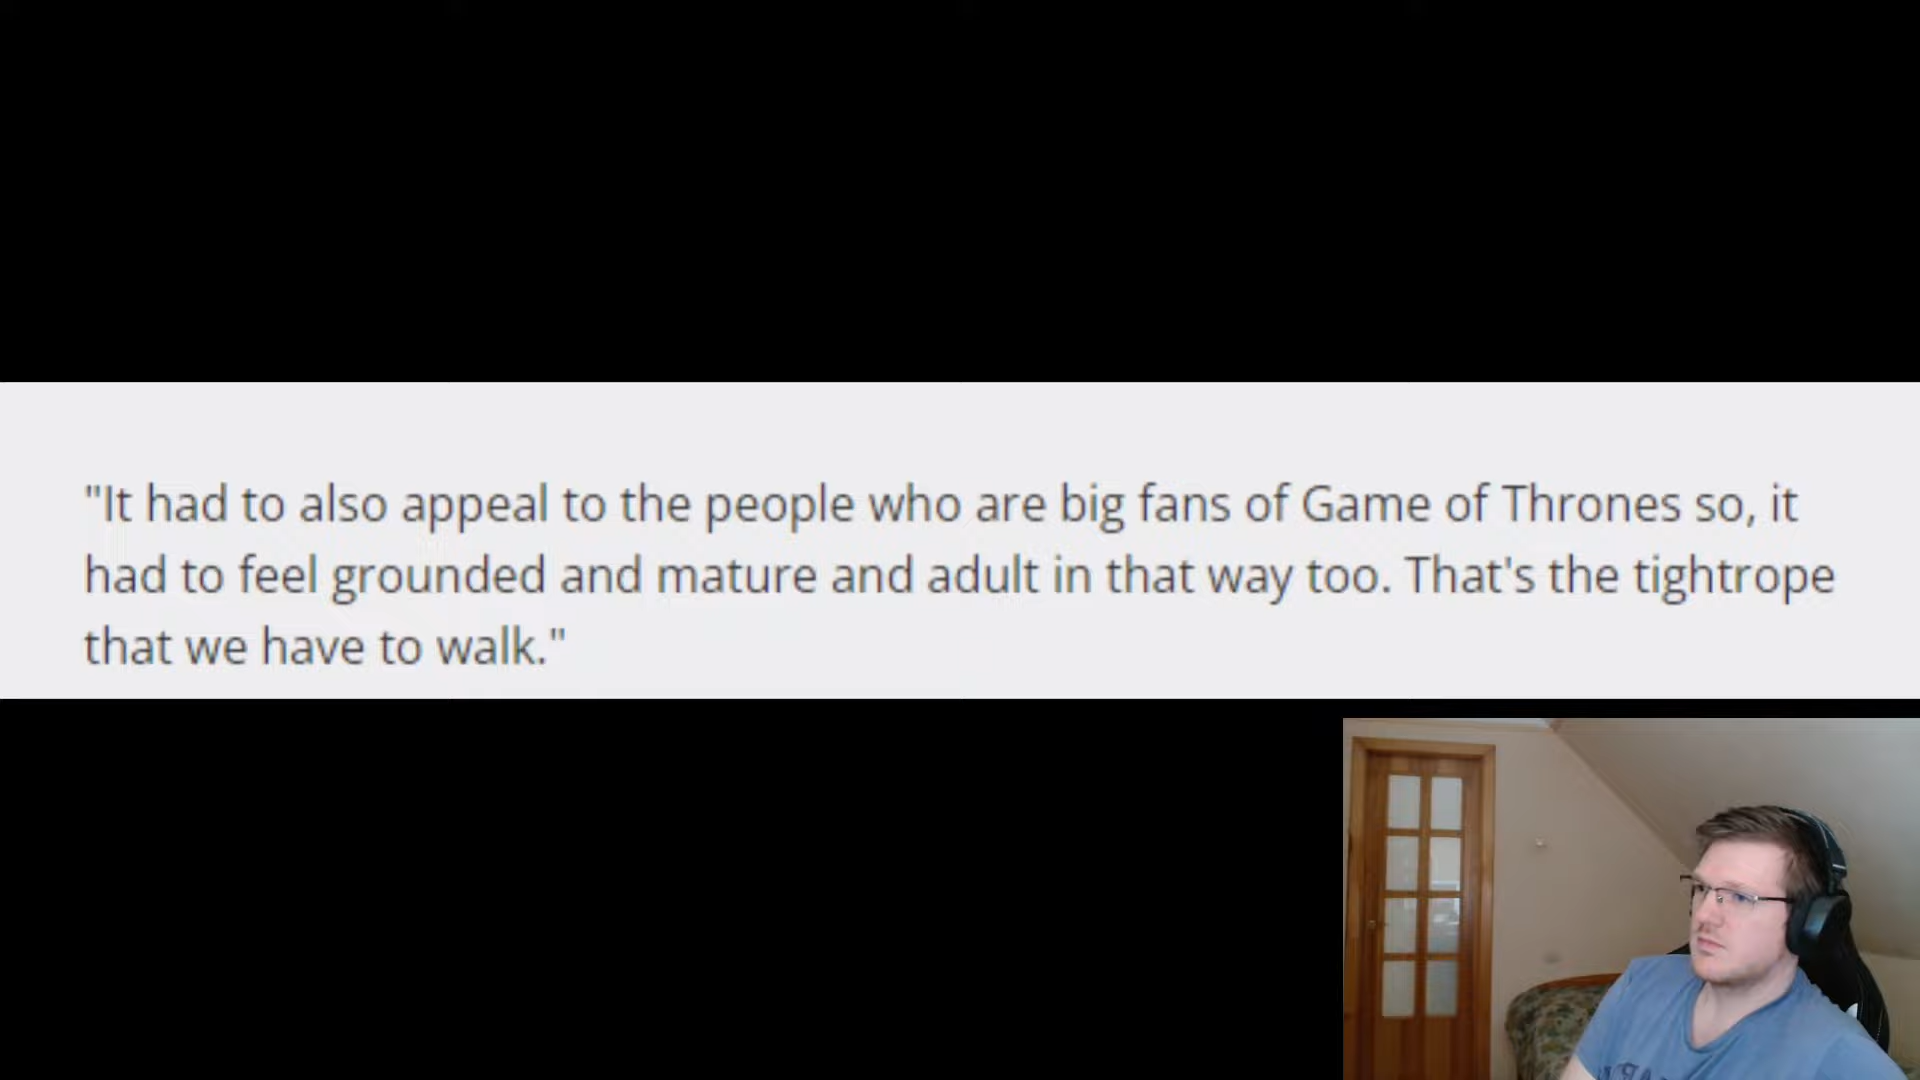 "It had to also appeal to the people who are big fans of Game of Thrones so, it
had to feel grounded and mature and adult in that way too. That's the tightrope
that we have to walk."